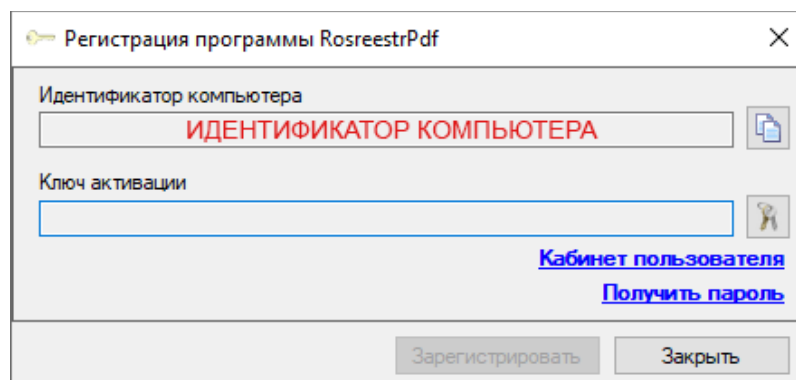 Регистрация программы RosreestrPdf
Идентификатор компьютера
ИДЕНТИФИКАТОР КОМПЬЮТЕРА
Ключ активации
Кабинет пользователя
Получить пароль
Зарегистрировать Закрыть